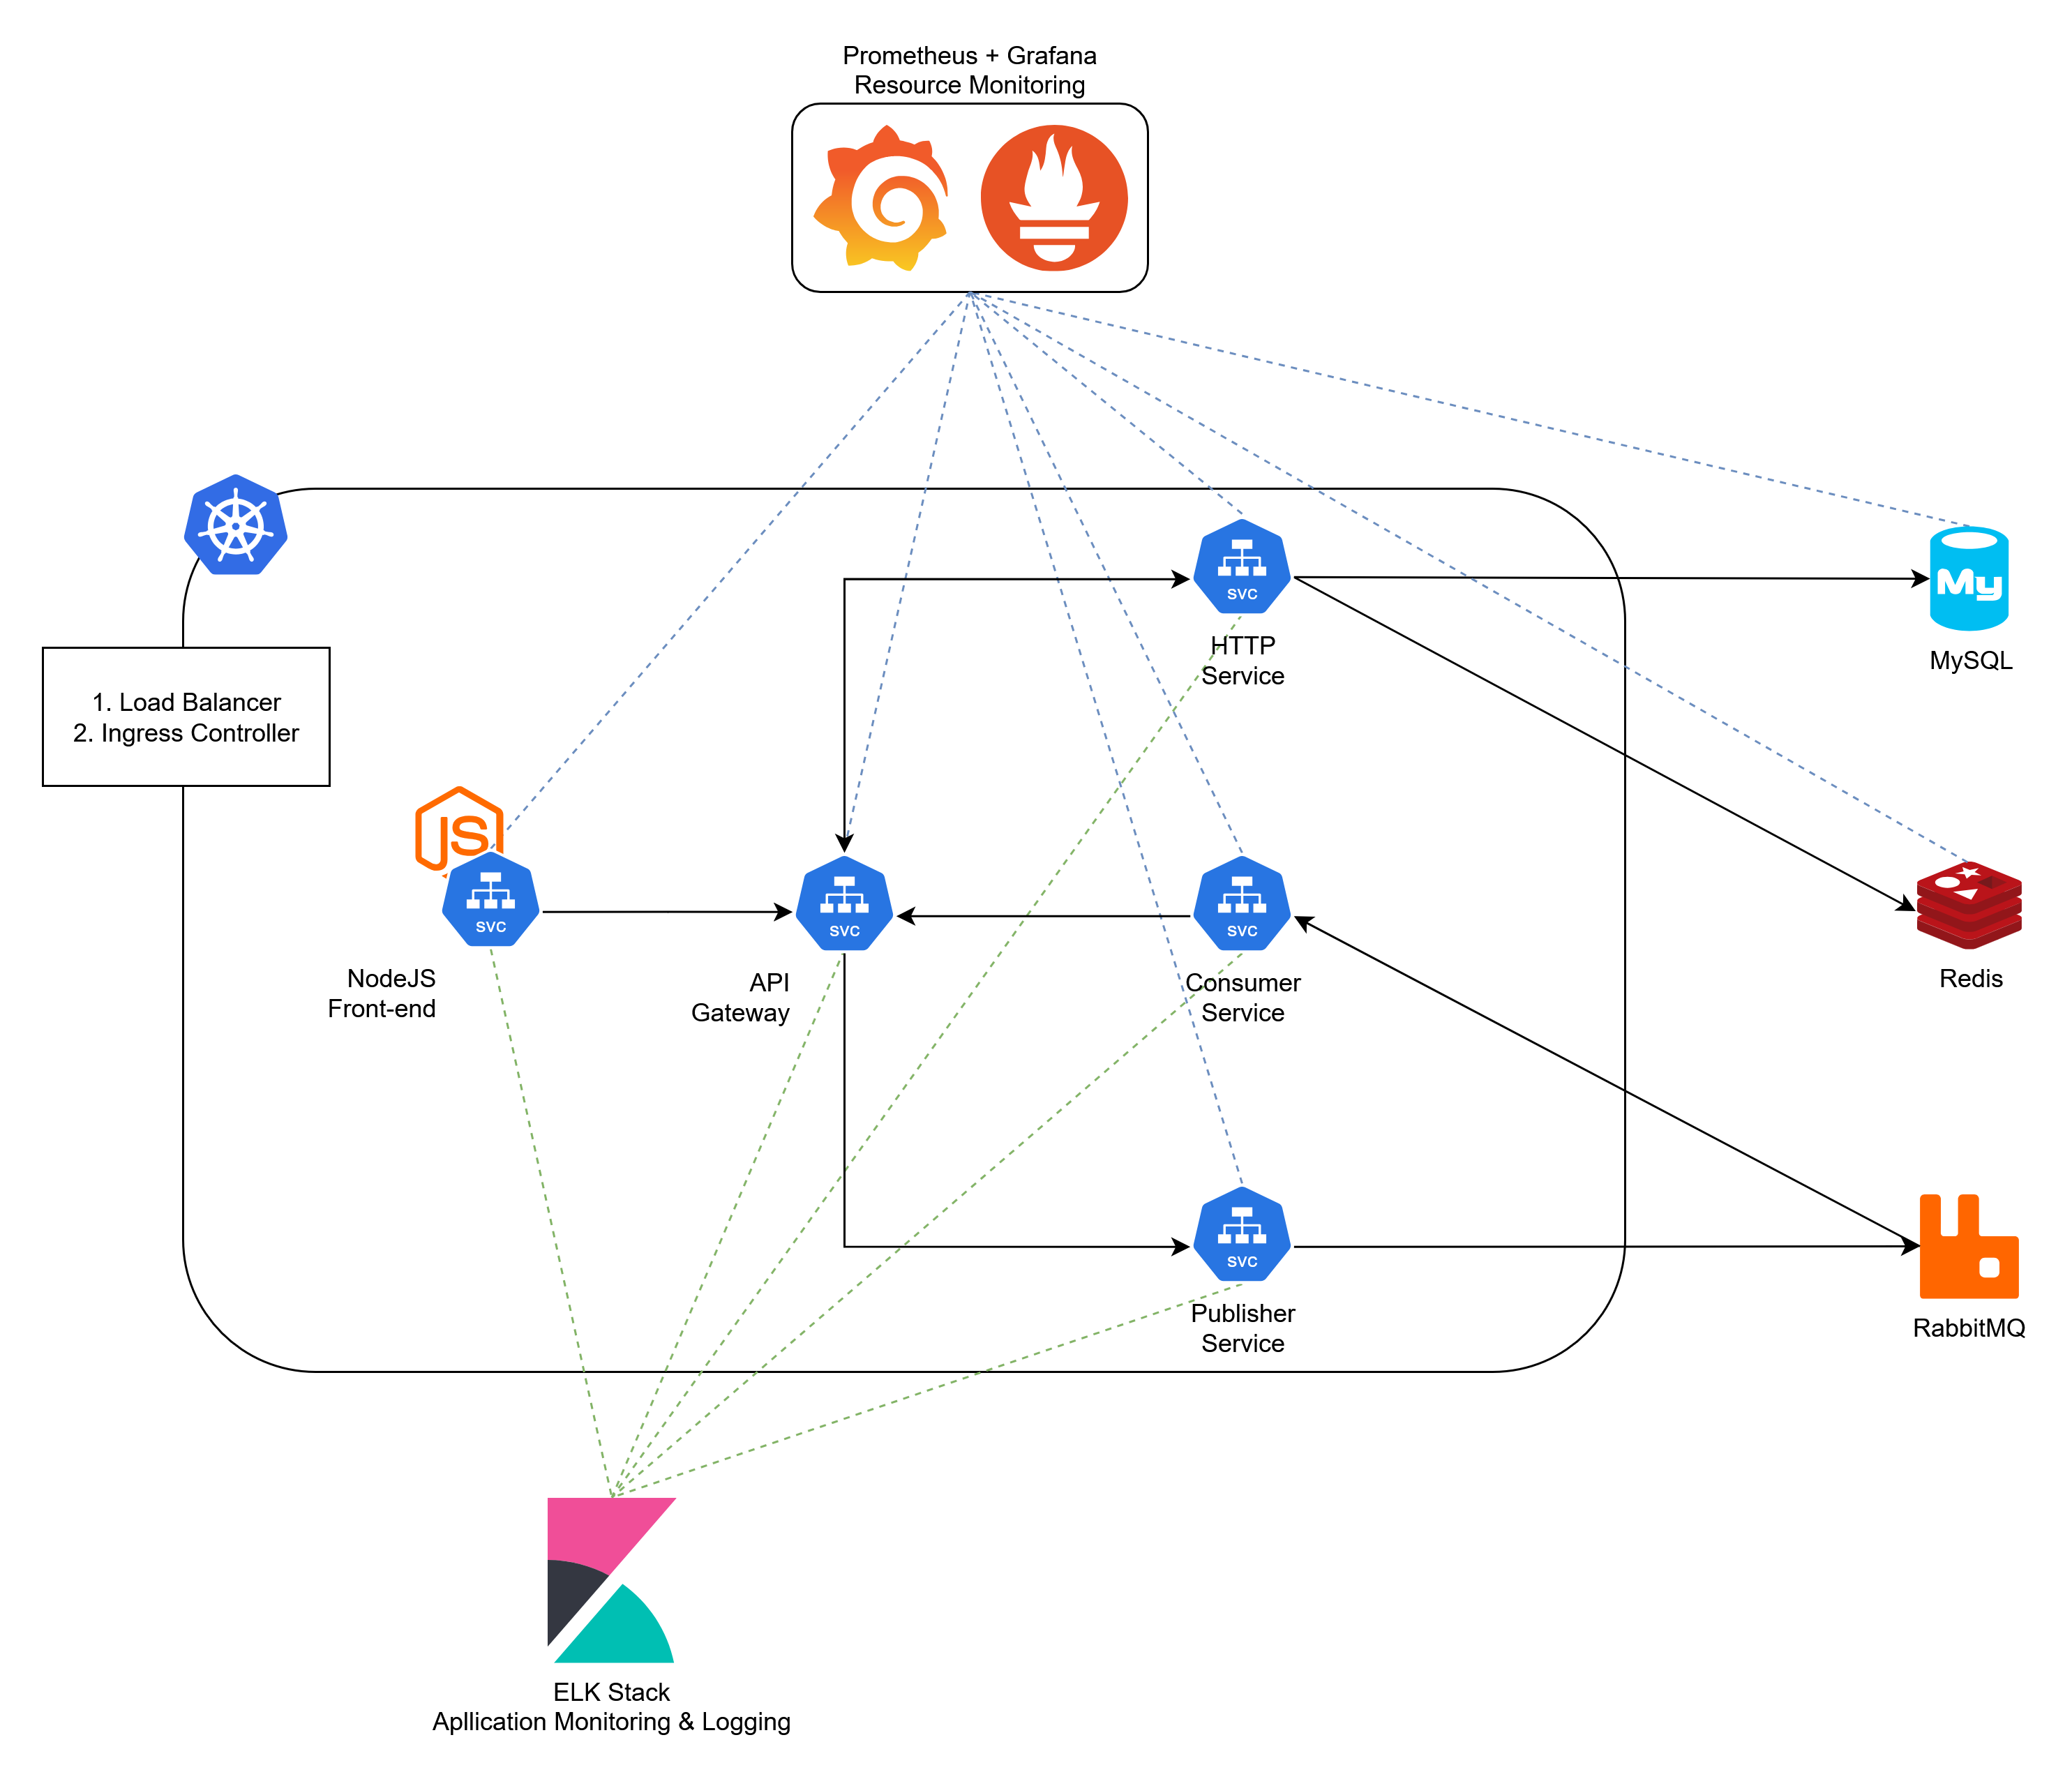 Prometheus + Grafana
Resource Monitoring
SVC
HTTP
Service
My
MySQL
1. Load Balancer
2. Ingress Controller
JS
SVC
NodeJS
Front-end
SVC
API
Gateway
SVC
Consumer
Service
Redis
SVC
Publisher
Service
RabbitMQ
ELK Stack
Apllication Monitoring & Logging